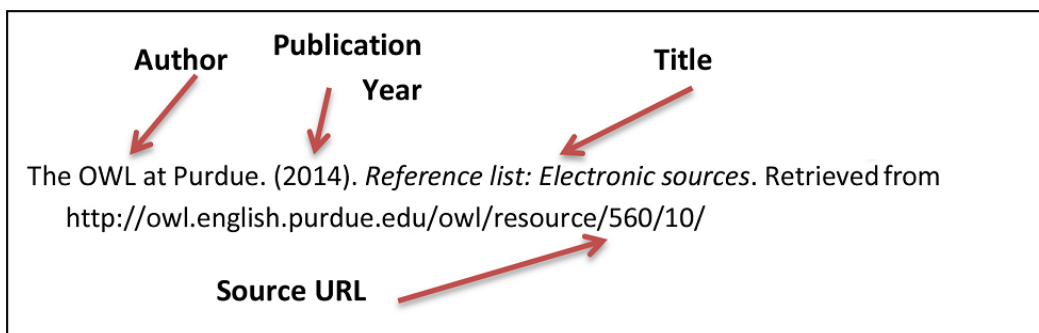 Author
Publication
Year
Title
The OWL at Purdue. (2014). Reference list: Electronic sources. Retrieved from
http://owl.english.purdue.edu/owl/resource/560/10/
Source URL